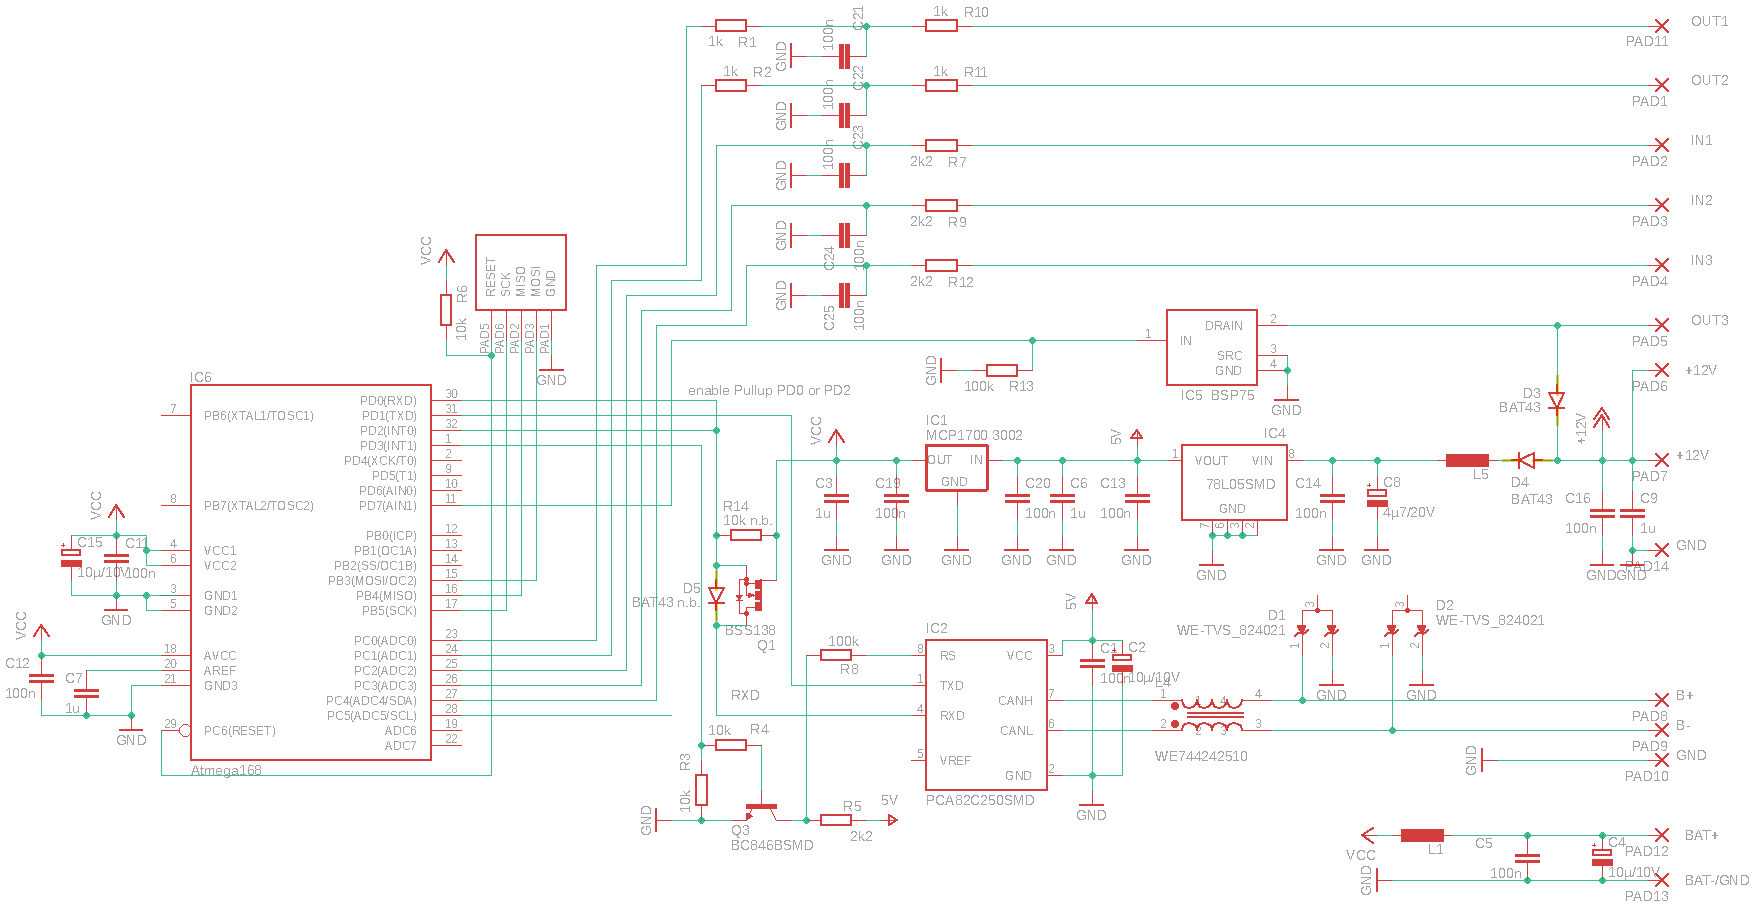 C21
1k R10
OUT1
100n
1k R1
PAD11
GND
C22
1k R2
1k R11
OUT2
100n
PAD1
GND
C23
IN1
100n
2k2 R7
PAD2
GND
IN2
2k2 R9
PAD3
GND
C24
100n
IN3
2k2 R12
PAD4
GND
C25
100n
VCC
R6
10k
RESET
SCK
MISO
MOSI
GND
PAD5
PAD6
PAD2
PAD3
PAD1
GND
1
DRAIN
2
IN
SRC
3
GND
4
IC5 BSP75
GND
OUT3
PAD5
GND
100k R13
PAD6
+12V
D3
BAT43
+12V
enable Pullup PD0 or PD2
IC6
7
PB6(XTAL1/TOSC1)
8
PB7(XTAL2/TOSC2)
4
VCC1
6
VCC2
3
GND1
5
GND2
18
AVCC
20
AREF
21
GND3
29
PC6(RESET)
Atmega168
PD0(RXD)
30
PD1(TXD)
31
PD2(INT0)
32
PD3(INT1)
1
PD4(XCK/T0)
2
PD5(T1)
9
PD6(AIN0)
10
PD7(AIN1)
11
PB0(ICP)
12
PB1(OC1A)
13
PB2(SS/OC1B)
14
PB3(MOSI/OC2)
15
PB4(MISO)
16
PB5(SCK)
17
PC0(ADC0)
23
PC1(ADC1)
24
PC2(ADC2)
25
PC3(ADC3)
26
PC4(ADC4/SDA)
27
PC5(ADC5/SCL)
28
ADC6
19
ADC7
22
VCC
C15
10µ/10V
C11
100n
GND
VCC
C12
100n
C7
1u
GND
VCC
IC1
MCP1700 3002
OUT
IN
GND
5V
IC4
1
VOUT
VIN
8
78L05SMD
GND
7
6
3
2
GND
C3
1u
GND
C19
100n
GND
GND
C20
100n
GND
C6
1u
GND
C13
100n
GND
C14
100n
GND
C8
4µ7/20V
GND
L5
D4
BAT43
+12V
PAD7
C16
100n
GND
C9
1u
GND
GND
PAD14
R14
10k n.b.
D5
BAT43 n.b.
BSS138
Q1
RXD
100k
R8
IC2
8
RS
1
TXD
4
RXD
5
VREF
VCC
3
CANH
7
CANL
6
GND
2
PCA82C250SMD
5V
C1
100n
C2
10µ/10V
GND
L4
1
1
4
4
2
2
3
3
WE744242510
D1
WE-TVS_824021
3
1
2
GND
D2
WE-TVS_824021
3
1
2
GND
B+
PAD8
B-
PAD9
GND
GND
PAD10
10k
R4
R3
10k
GND
Q3
BC846BSMD
R5
2k2
5V
VCC
L1
C5
100n
C4
10µ/10V
BAT+
PAD12
GND
BAT-/GND
PAD13